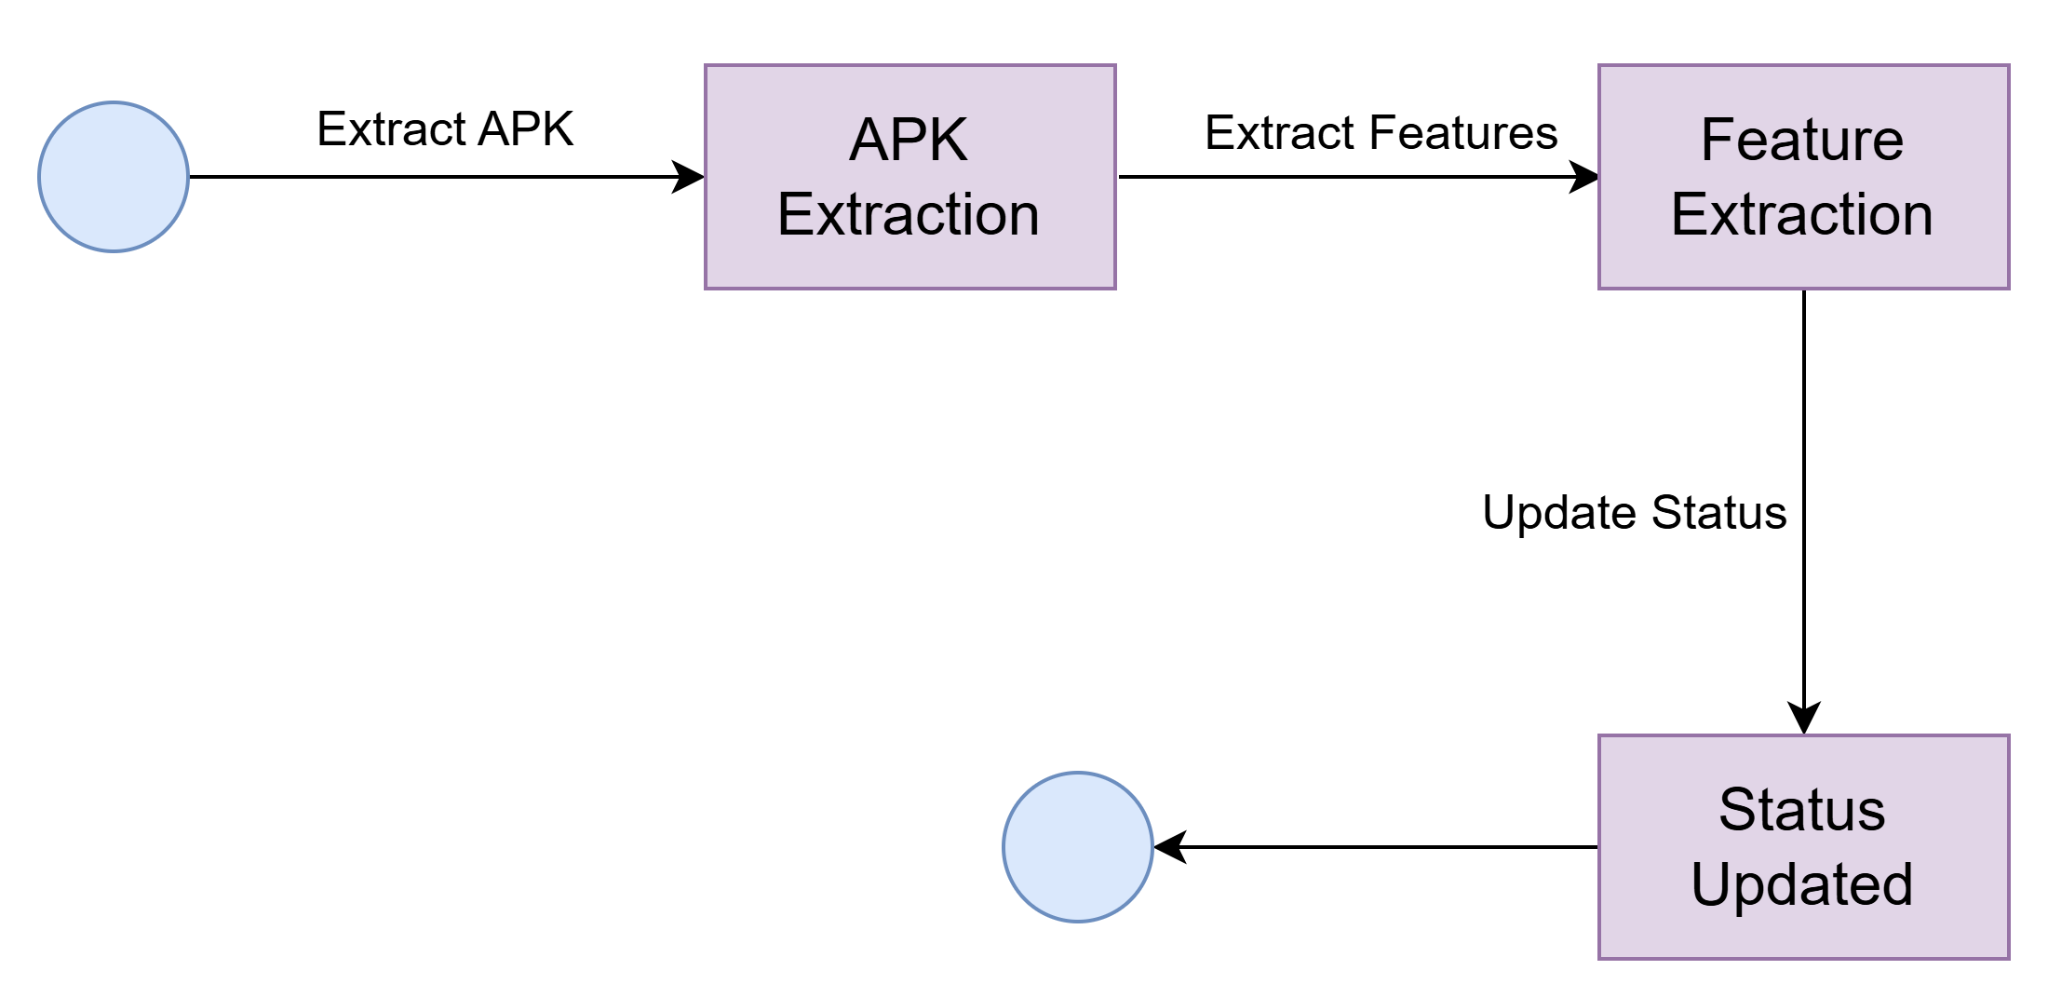 Extract APK
APK
Extraction
Extract Features
Feature
Extraction
Update Status
Status
Updated